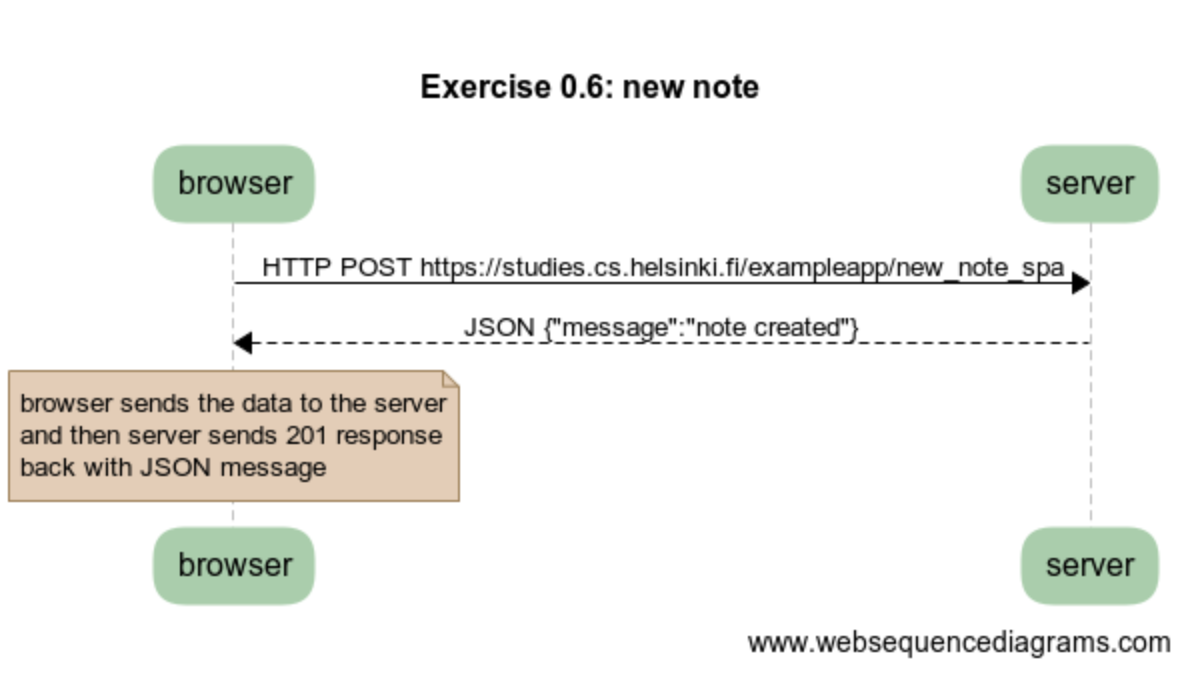 Exercise 0.6: new note
browser
server
HTTP POST https://studies.cs.helsinki.fi/exampleapp/new_note_spa
JSON {"message":"note created"}
browser sends the data to the server
and then server sends 201 response
back with JSON message
browser
server
www.websequencediagrams.com